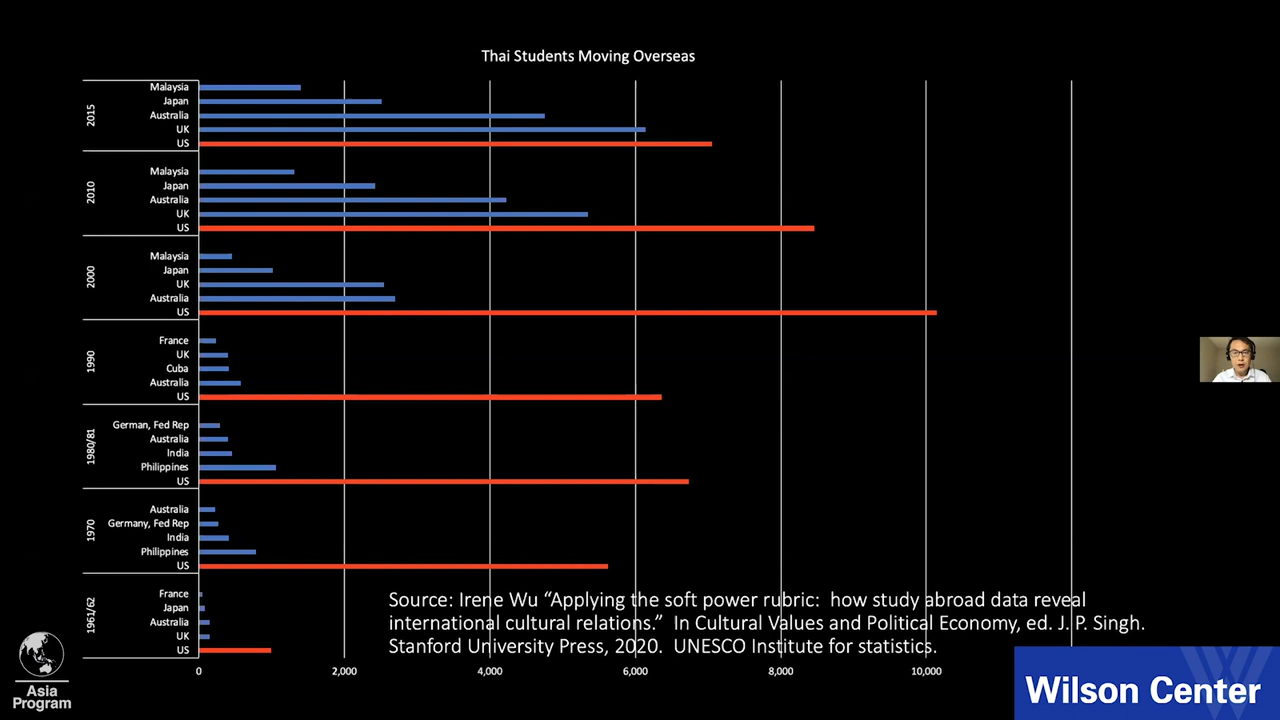 Thai Students Moving Overseas
2015
Malaysia
Japan
Australia
UK
US
2010
Malaysia
Japan
Australia
UK
US
2000
Malaysia
Japan
UK
Australia
US
1990
France
UK
Cuba
Australia
US
1980/81
German, Fed Rep
Australia
India
Philippines
US
1970
Australia
Germany, Fed Rep
India
Philippines
US
1961/62
France
Japan
Australia
UK
US
0 2,000 4,000 6,000 8,000 10,000
Source: Irene Wu “Applying the soft power rubric: how study abroad data reveal
international cultural relations.” In Cultural Values and Political Economy, ed. J. P. Singh.
Stanford University Press, 2020. UNESCO Institute for statistics.
Asia
Program
Wilson Center